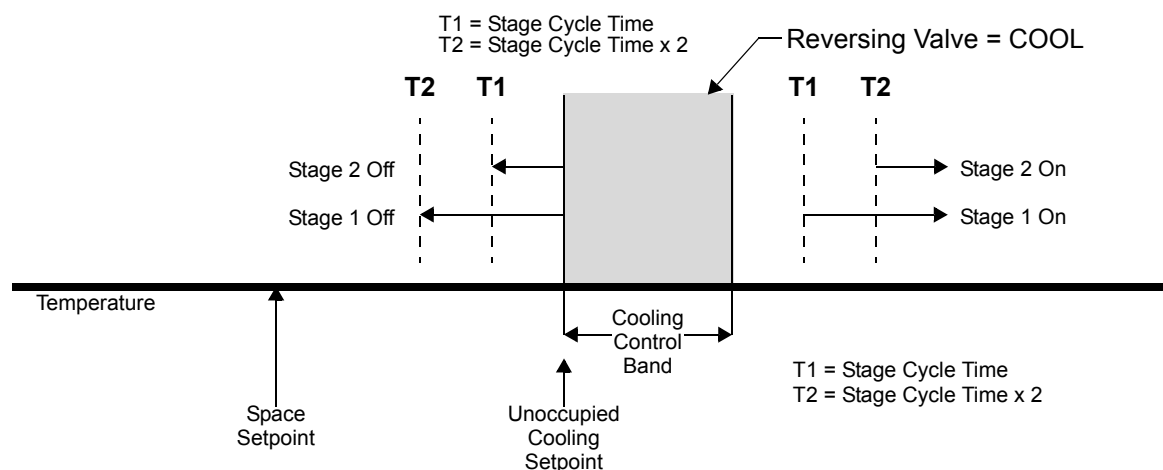 T1 = Stage Cycle Time
T2 = Stage Cycle Time x 2
Reversing Valve = COOL
T2 T1 T1 T2
Stage 2 Off Stage 2 On
Stage 1 Off Stage 1 On
Temperature
Cooling
Control
Band
T1 = Stage Cycle Time
T2 = Stage Cycle Time x 2
Space
Setpoint
Unoccupied
Cooling
Setpoint